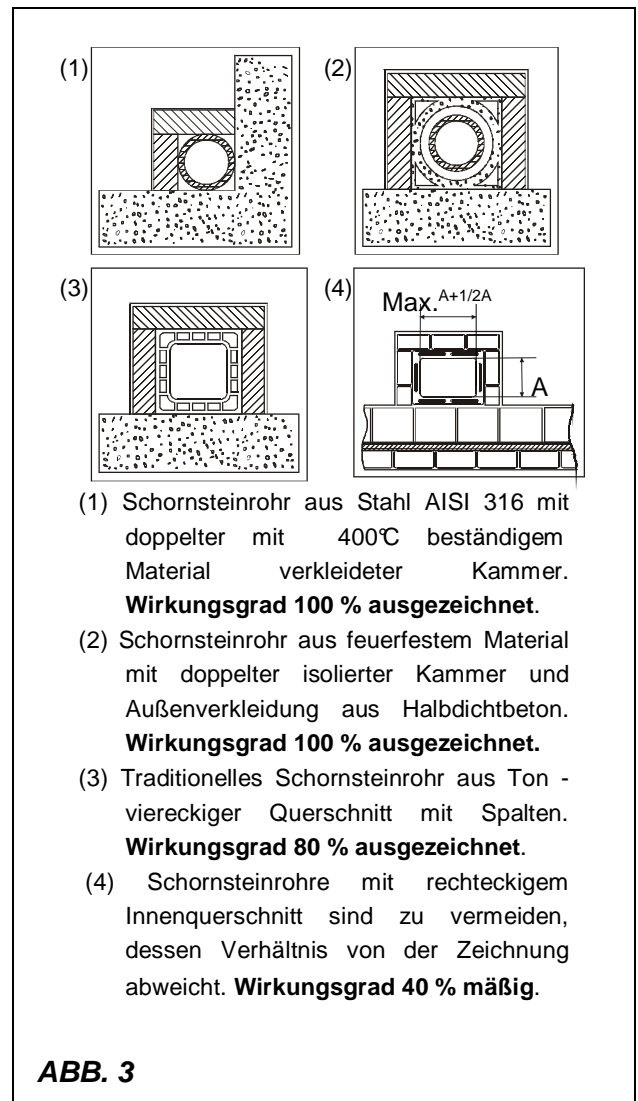 (1)
(2)
(3)
(4)
Max. A+1/2A
A
(1) Schornsteinrohr aus Stahl AISI 316 mit
doppelter mit 400℃ beständigem
Material verkleideter Kammer.
Wirkungsgrad 100 % ausgezeichnet.
(2) Schornsteinrohr aus feuerfestem Material
mit doppelter isolierter Kammer und
Außenverkleidung aus Halbdichtbeton.
Wirkungsgrad 100 % ausgezeichnet.
(3) Traditionelles Schornsteinrohr aus Ton -
viereckiger Querschnitt mit Spalten.
Wirkungsgrad 80 % ausgezeichnet.
(4) Schornsteinrohre mit rechteckigem
Innenquerschnitt sind zu vermeiden,
dessen Verhältnis von der Zeichnung
abweicht. Wirkungsgrad 40 % mäßig.
ABB. 3